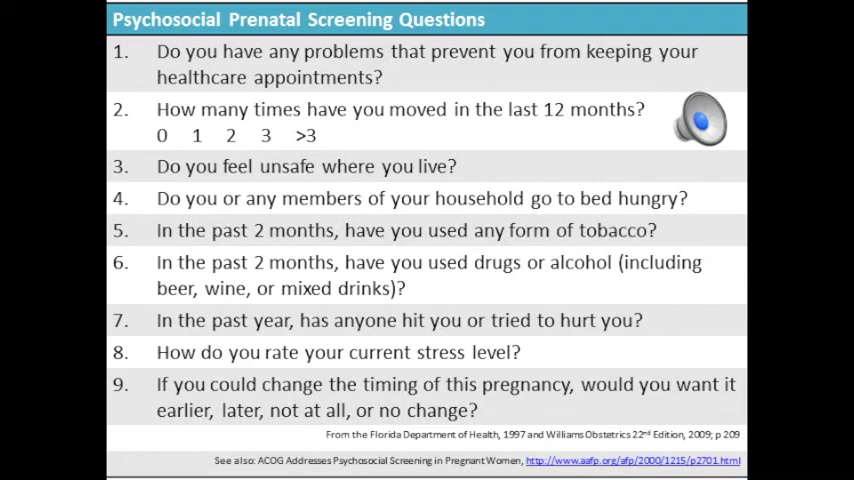 Psychosocial Prenatal Screening Questions
1. Do you have any problems that prevent you from keeping your
healthcare appointments?
2. How many times have you moved in the last 12 months?
0 1 2 3 >3
3. Do you feel unsafe where you live?
4. Do you or any members of your household go to bed hungry?
5. In the past 2 months, have you used any form of tobacco?
6. In the past 2 months, have you used drugs or alcohol (including
beer, wine, or mixed drinks)?
7. In the past year, has anyone hit you or tried to hurt you?
8. How do you rate your current stress level?
9. If you could change the timing of this pregnancy, would you want it
earlier, later, not at all, or no change?
From the Florida Department of Health, 1997 and Williams Obstetrics 22nd Edition, 2009; p 209
See also: ACOG Addresses Psychosocial Screening in Pregnant Women, http://www.aafp.org/afp/2000/1215/p2701.html